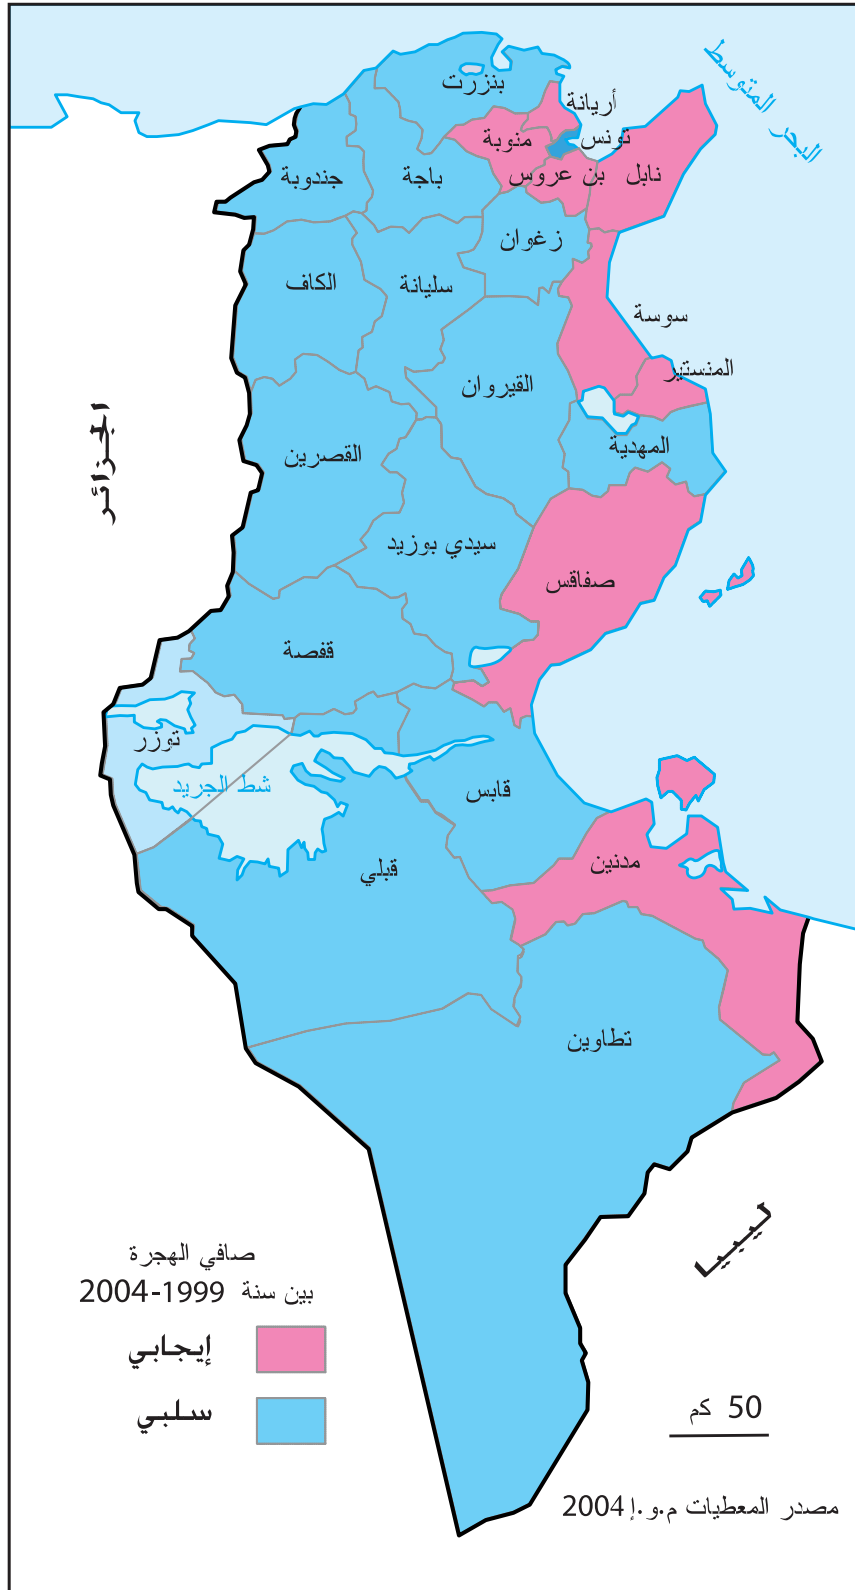 البحر المتوسط
بنزرت
أريانة
تونس
منوبة
بن عروس
نابل
باجة
جندوبة
زغوان
سليانة
الكاف
سوسة
المنستير
القيروان
المهدية
القصرين
الجزائر
سيدي بوزيد
صفاقس
قفصة
توزر
شط الجريد
قابس
قبلي
مدنين
تطاوين
ليبيا
صافي الهجرة
بين سنة 1999-2004
إيجابي
سلبي
50 كم
مصدر المعطيات م.و.إ 2004